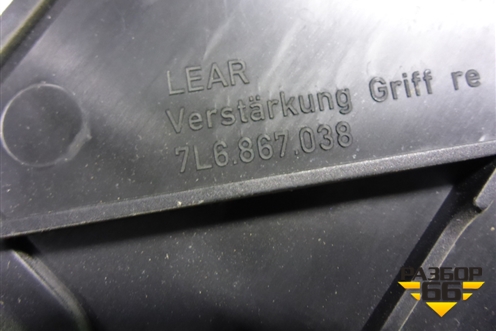 LEAR
Verstärkung Griff re
7L6.867.038
РАЗБОР
66